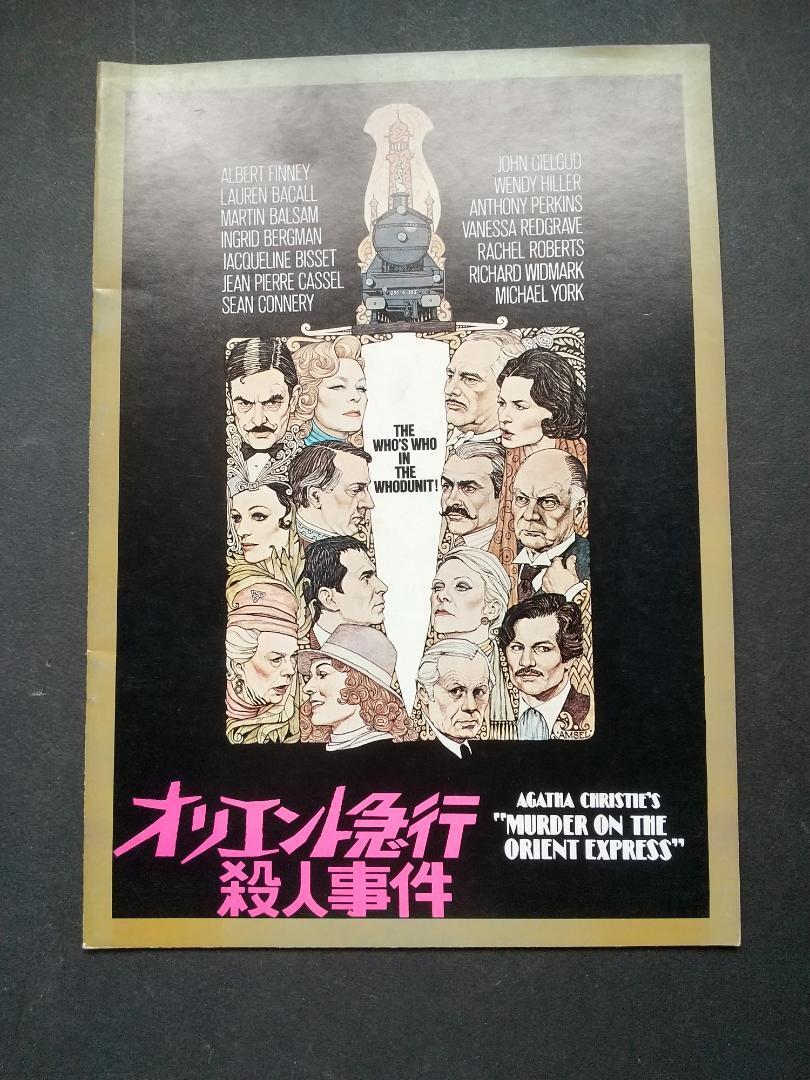 ALBERT FINNEY
LAUREN BACALL
MARTIN BALSAM
INGRID BERGMAN
JACQUELINE BISSET
JEAN PIERRE CASSEL
SEAN CONNERY
JOHN GIELGUD
WENDY HILLER
ANTHONY PERKINS
VANESSA REDGRAVE
RACHEL ROBERTS
RICHARD WIDMARK
MICHAEL YORK
THE
WHO'S WHO
IN
THE
WHODUNIT!
AMSEL
オリエント急行
殺人事件
AGATHA CHRISTIE'S
"MURDER ON THE
ORIENT EXPRESS"